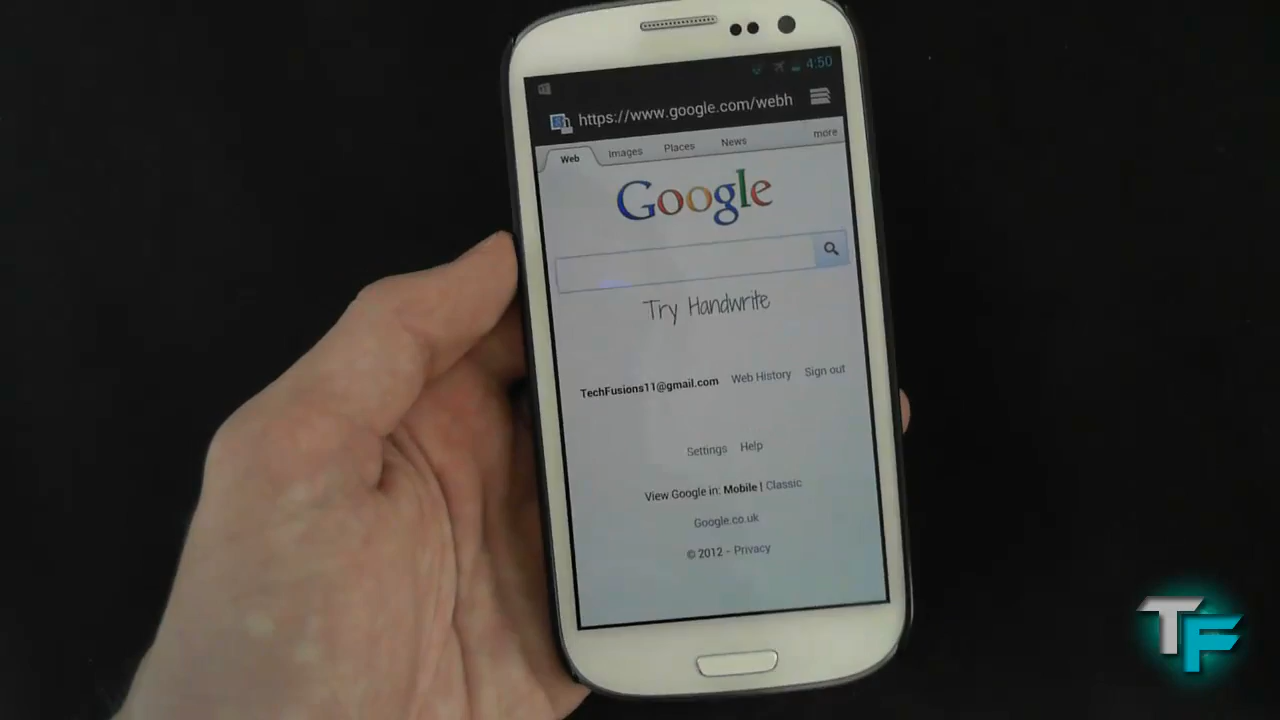 4:50
https://www.google.com/webh
Web Images Places News more
Google
Try Handwrite
TechFusions11@gmail.com Web History Sign out
Settings Help
View Google in: Mobile | Classic
Google.co.uk
© 2012 - Privacy
TF